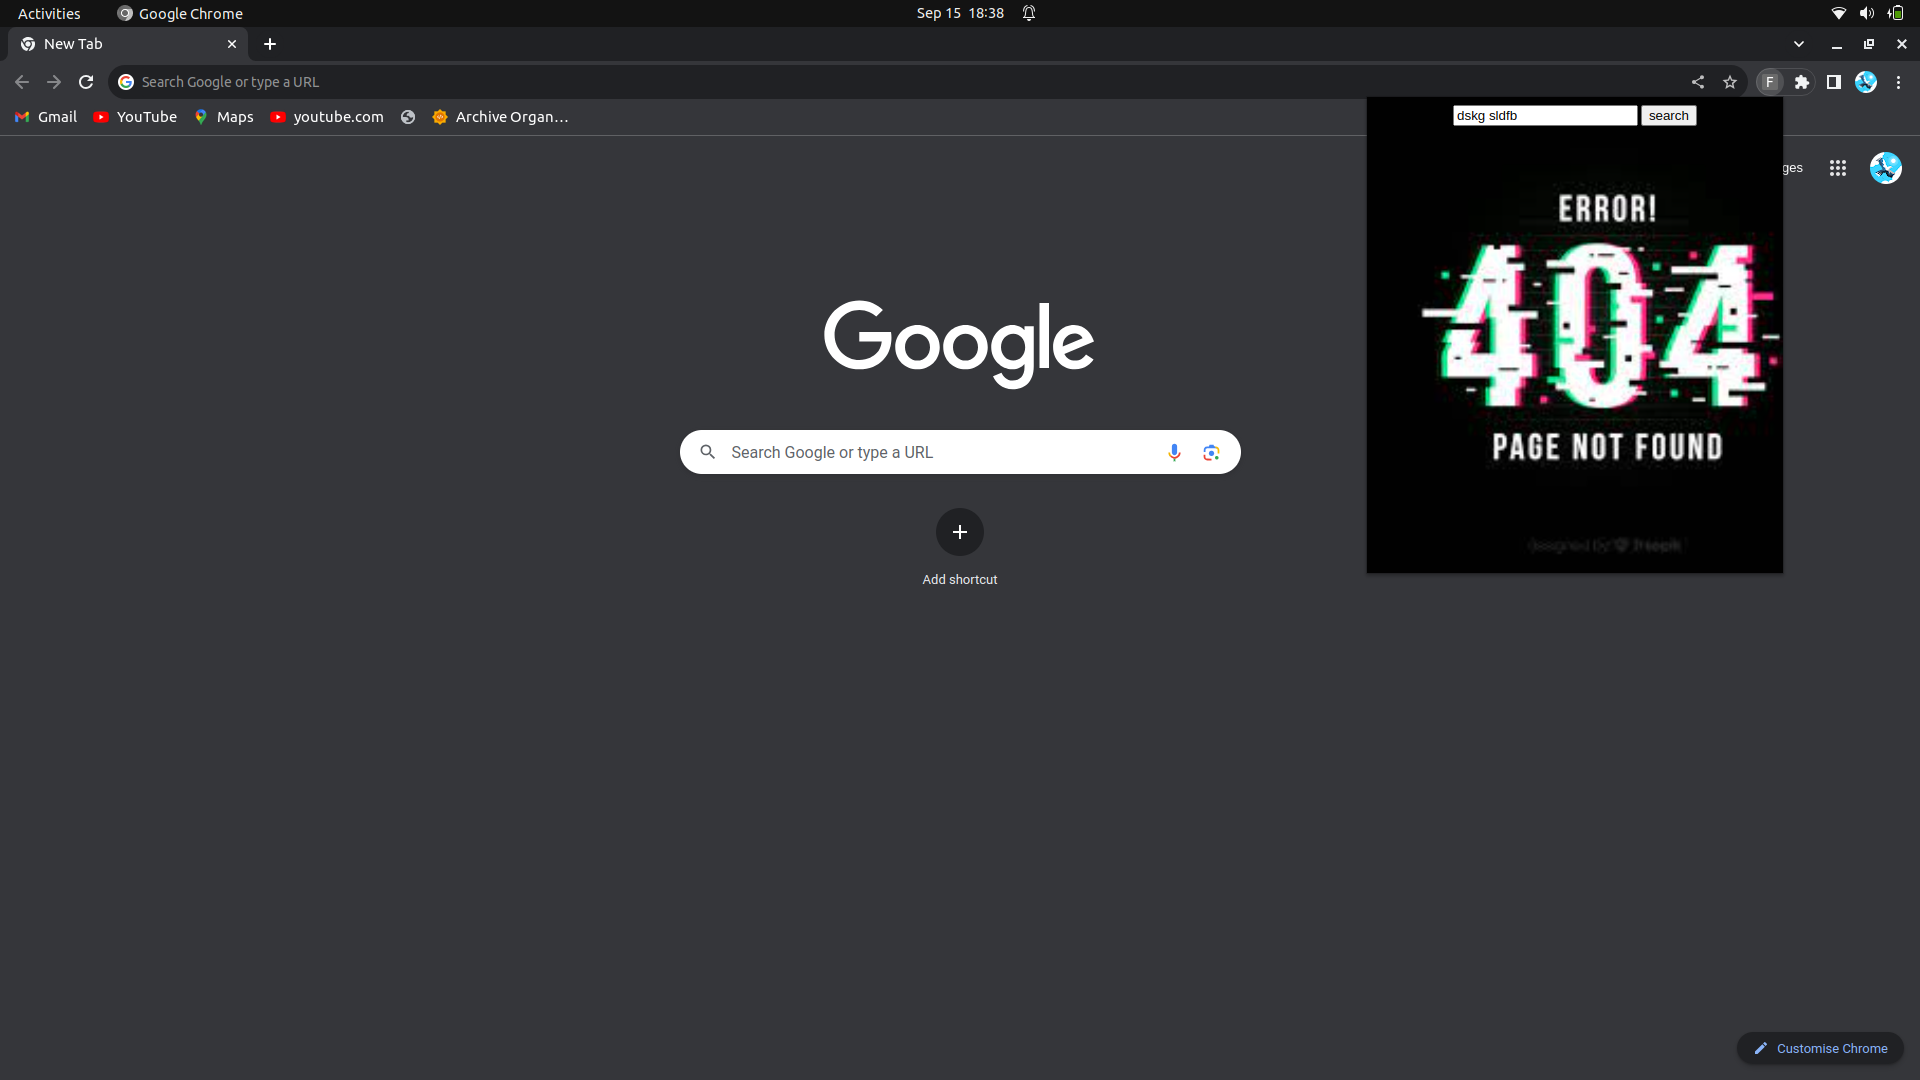 Activities Google Chrome Sep 15 18:38
New Tab
Search Google or type a URL F
Gmail YouTube Maps youtube.com Archive Organ...
dskg sldfb search
ges
ERROR!
404
PAGE NOT FOUND
designed by freepik
Google
Search Google or type a URL
Add shortcut
Customise Chrome